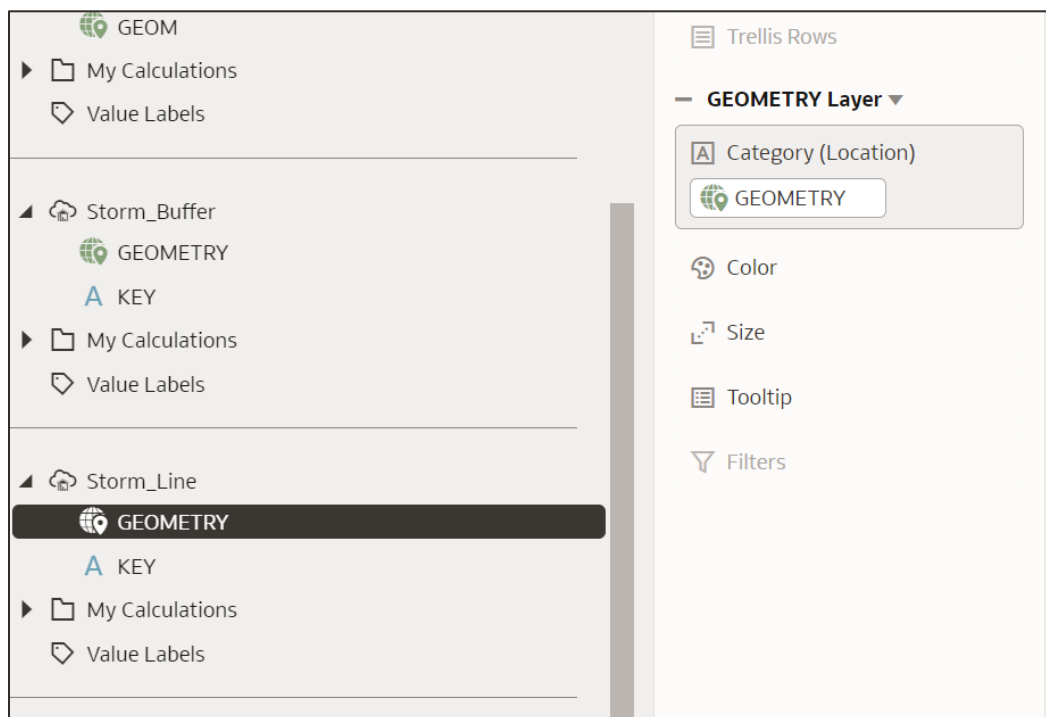 GEOM
My Calculations
Value Labels
Storm_Buffer
GEOMETRY
A KEY
My Calculations
Value Labels
Storm_Line
GEOMETRY
A KEY
My Calculations
Value Labels
Trellis Rows
GEOMETRY Layer
A Category (Location)
GEOMETRY
Color
Size
Tooltip
Filters